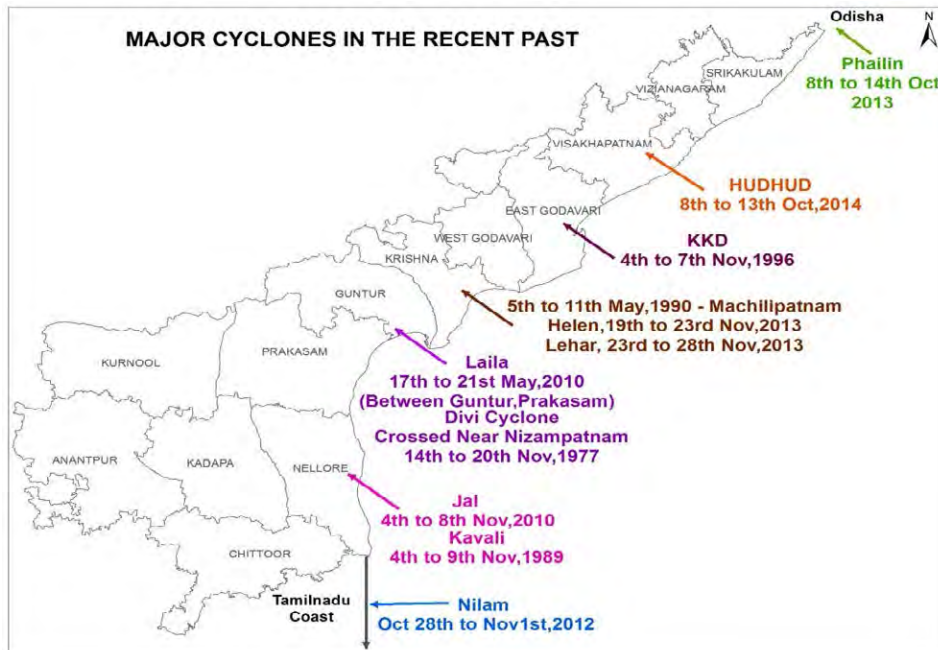 MAJOR CYCLONES IN THE RECENT PAST
Odisha
N
Phailin
8th to 14th Oct
2013
SRIKAKULAM
VIZIANAGARAM
VISAKHAPATNAM
HUDHUD
8th to 13th Oct,2014
EAST GODAVARI
WEST GODAVARI
KKD
4th to 7th Nov,1996
KRISHNA
GUNTUR
5th to 11th May,1990 - Machilipatnam
Helen,19th to 23rd Nov,2013
Lehar, 23rd to 28th Nov,2013
KURNOOL
PRAKASAM
Laila
17th to 21st May,2010
(Between Guntur,Prakasam)
Divi Cyclone
Crossed Near Nizampatnam
14th to 20th Nov,1977
ANANTPUR
KADAPA
NELLORE
Jal
4th to 8th Nov,2010
Kavali
4th to 9th Nov,1989
CHITTOOR
Tamilnadu
Coast
Nilam
Oct 28th to Nov1st,2012